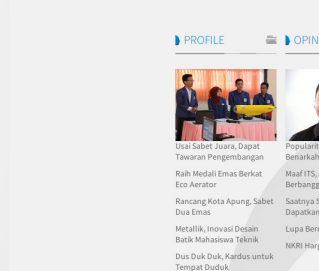 PROFILE
Usai Sabet Juara, Dapat
Tawaran Pengembangan
Raih Medali Emas Berkat
Eco Aerator
Rancang Kota Apung, Sabet
Dua Emas
Metallik, Inovasi Desain
Batik Mahasiswa Teknik
Dus Duk Duk, Kardus untuk
Tempat Duduk
OPIN
Popularit
Benarkah
Maaf ITS,
Berbangg
Saatnya S
Dapatkan
Lupa Ber
NKRI Har